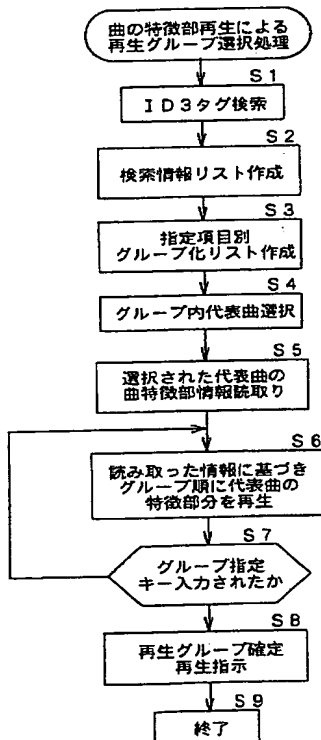 曲の特徴部再生による
再生グループ選択処理
S1
ID3タグ検索
S2
検索情報リスト作成
S3
指定項目別
グループ化リスト作成
S4
グループ内代表曲選択
S5
選択された代表曲の
曲特徴部情報読取り
S6
読み取った情報に基づき
グループ順に代表曲の
特徴部分を再生
S7
グループ指定
キー入力されたか
S8
再生グループ確定
再生指示
S9
終了